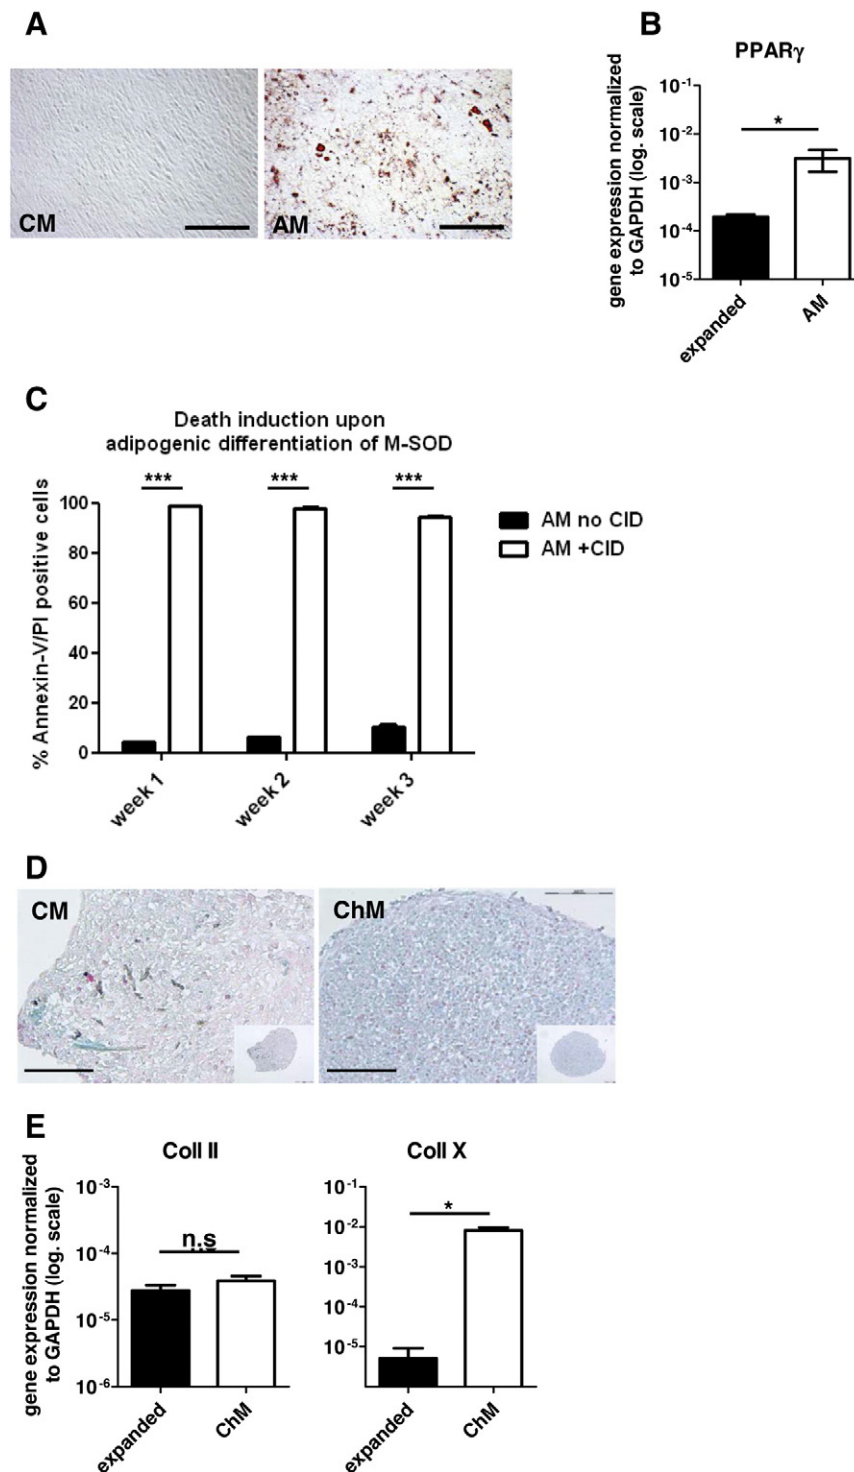 A
CM
AM
B
PPARγ
gene expression normalized
to GAPDH (log. scale)
10-1
10-2
10-3
10-4
10-5
*
expanded
AM
C
Death induction upon
adipogenic differentiation of M-SOD
% Annexin-V/PI positive cells
100
80
60
40
20
0
***
***
***
week 1
week 2
week 3
AM no CID
AM +CID
D
CM
ChM
E
gene expression normalized
to GAPDH (log. scale)
Coll II
10-3
10-4
10-5
10-6
n.s
expanded
ChM
Coll X
10-1
10-2
10-3
10-4
10-5
*
expanded
ChM